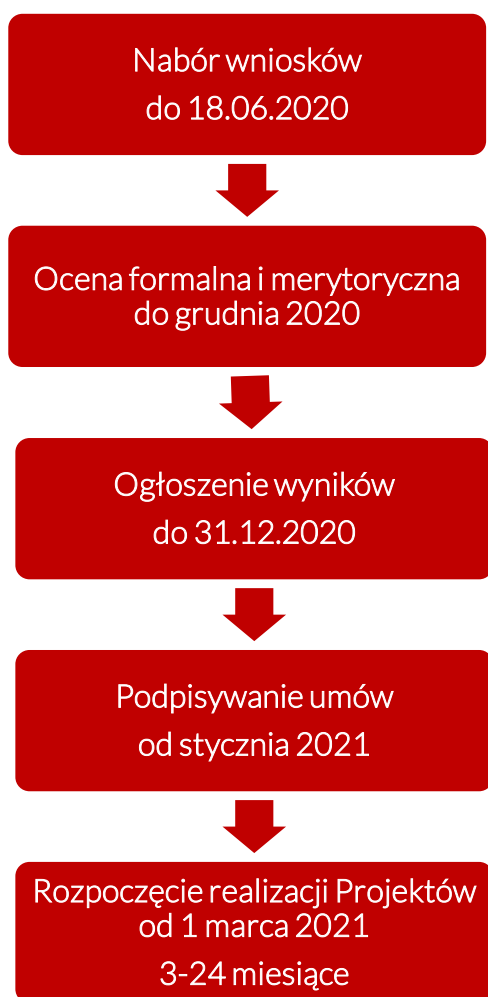 Nabór wniosków
do 18.06.2020
Ocena formalna i merytoryczna
do grudnia 2020
Ogłoszenie wyników
do 31.12.2020
Podpisywanie umów
od stycznia 2021
Rozpoczęcie realizacji Projektów
od 1 marca 2021
3-24 miesiące